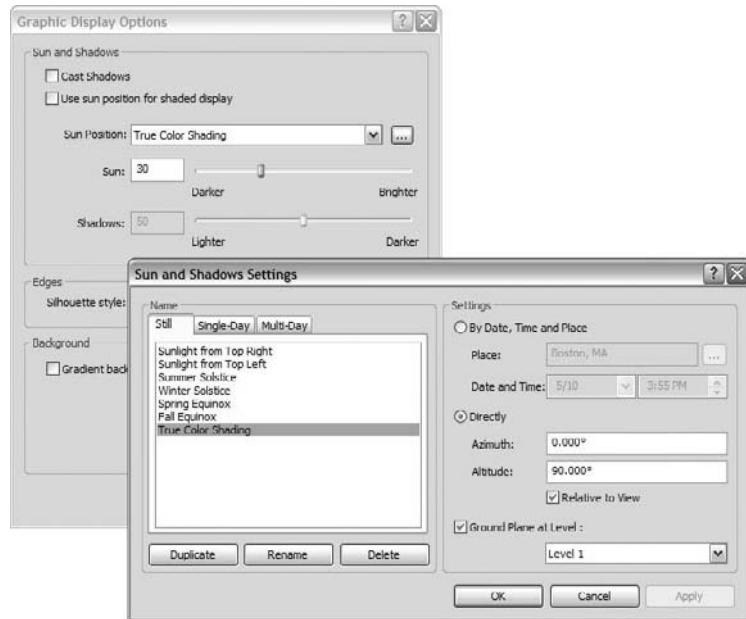 Graphic Display Options
Sun and Shadows
Cast Shadows
Use sun position for shaded display
Sun Position: True Color Shading ...
Sun: 30
Darker Brighter
Shadows: 50
Lighter Darker
Edges
Silhouette style:
Background
Gradient back
Sun and Shadows Settings
Name
Still Single-Day Multi-Day
Sunlight from Top Right
Sunlight from Top Left
Summer Solstice
Winter Solstice
Spring Equinox
Fall Equinox
True Color Shading
Duplicate Rename Delete
Settings
By Date, Time and Place
Place: Boston, MA ...
Date and Time: 5/10 3:55 PM
Directly
Azimuth: 0.000°
Altitude: 90.000°
Relative to View
Ground Plane at Level :
Level 1
OK Cancel Apply